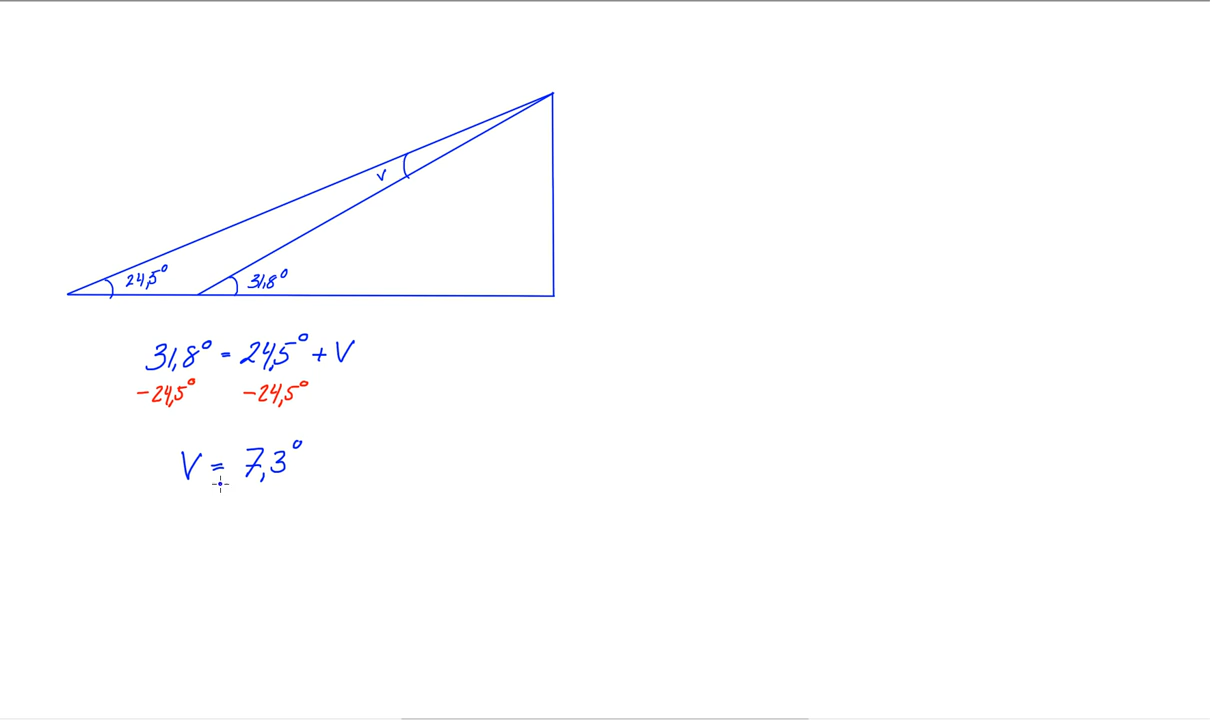 v
24,5°
31,8°
31,8° = 24,5° + V
-24,5° -24,5°
V = 7,3°